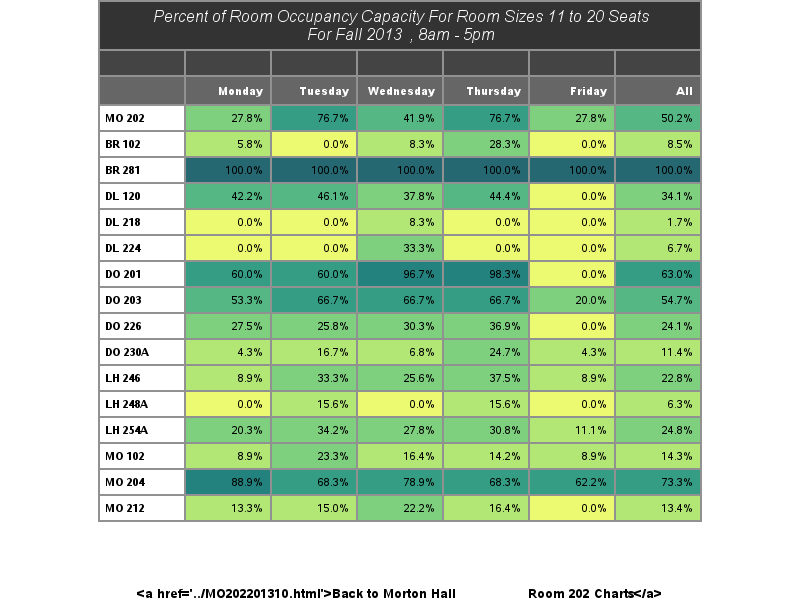 Percent of Room Occupancy Capacity For Room Sizes 11 to 20 Seats
For Fall 2013 , 8am - 5pm
Monday Tuesday Wednesday Thursday Friday All
MO 202 27.8% 76.7% 41.9% 76.7% 27.8% 50.2%
BR 102 5.8% 0.0% 8.3% 28.3% 0.0% 8.5%
BR 281 100.0% 100.0% 100.0% 100.0% 100.0% 100.0%
DL 120 42.2% 46.1% 37.8% 44.4% 0.0% 34.1%
DL 218 0.0% 0.0% 8.3% 0.0% 0.0% 1.7%
DL 224 0.0% 0.0% 33.3% 0.0% 0.0% 6.7%
DO 201 60.0% 60.0% 96.7% 98.3% 0.0% 63.0%
DO 203 53.3% 66.7% 66.7% 66.7% 20.0% 54.7%
DO 226 27.5% 25.8% 30.3% 36.9% 0.0% 24.1%
DO 230A 4.3% 16.7% 6.8% 24.7% 4.3% 11.4%
LH 246 8.9% 33.3% 25.6% 37.5% 8.9% 22.8%
LH 248A 0.0% 15.6% 0.0% 15.6% 0.0% 6.3%
LH 254A 20.3% 34.2% 27.8% 30.8% 11.1% 24.8%
MO 102 8.9% 23.3% 16.4% 14.2% 8.9% 14.3%
MO 204 88.9% 68.3% 78.9% 68.3% 62.2% 73.3%
MO 212 13.3% 15.0% 22.2% 16.4% 0.0% 13.4%
<a href='../MO202201310.html'>Back to Morton Hall Room 202 Charts</a>